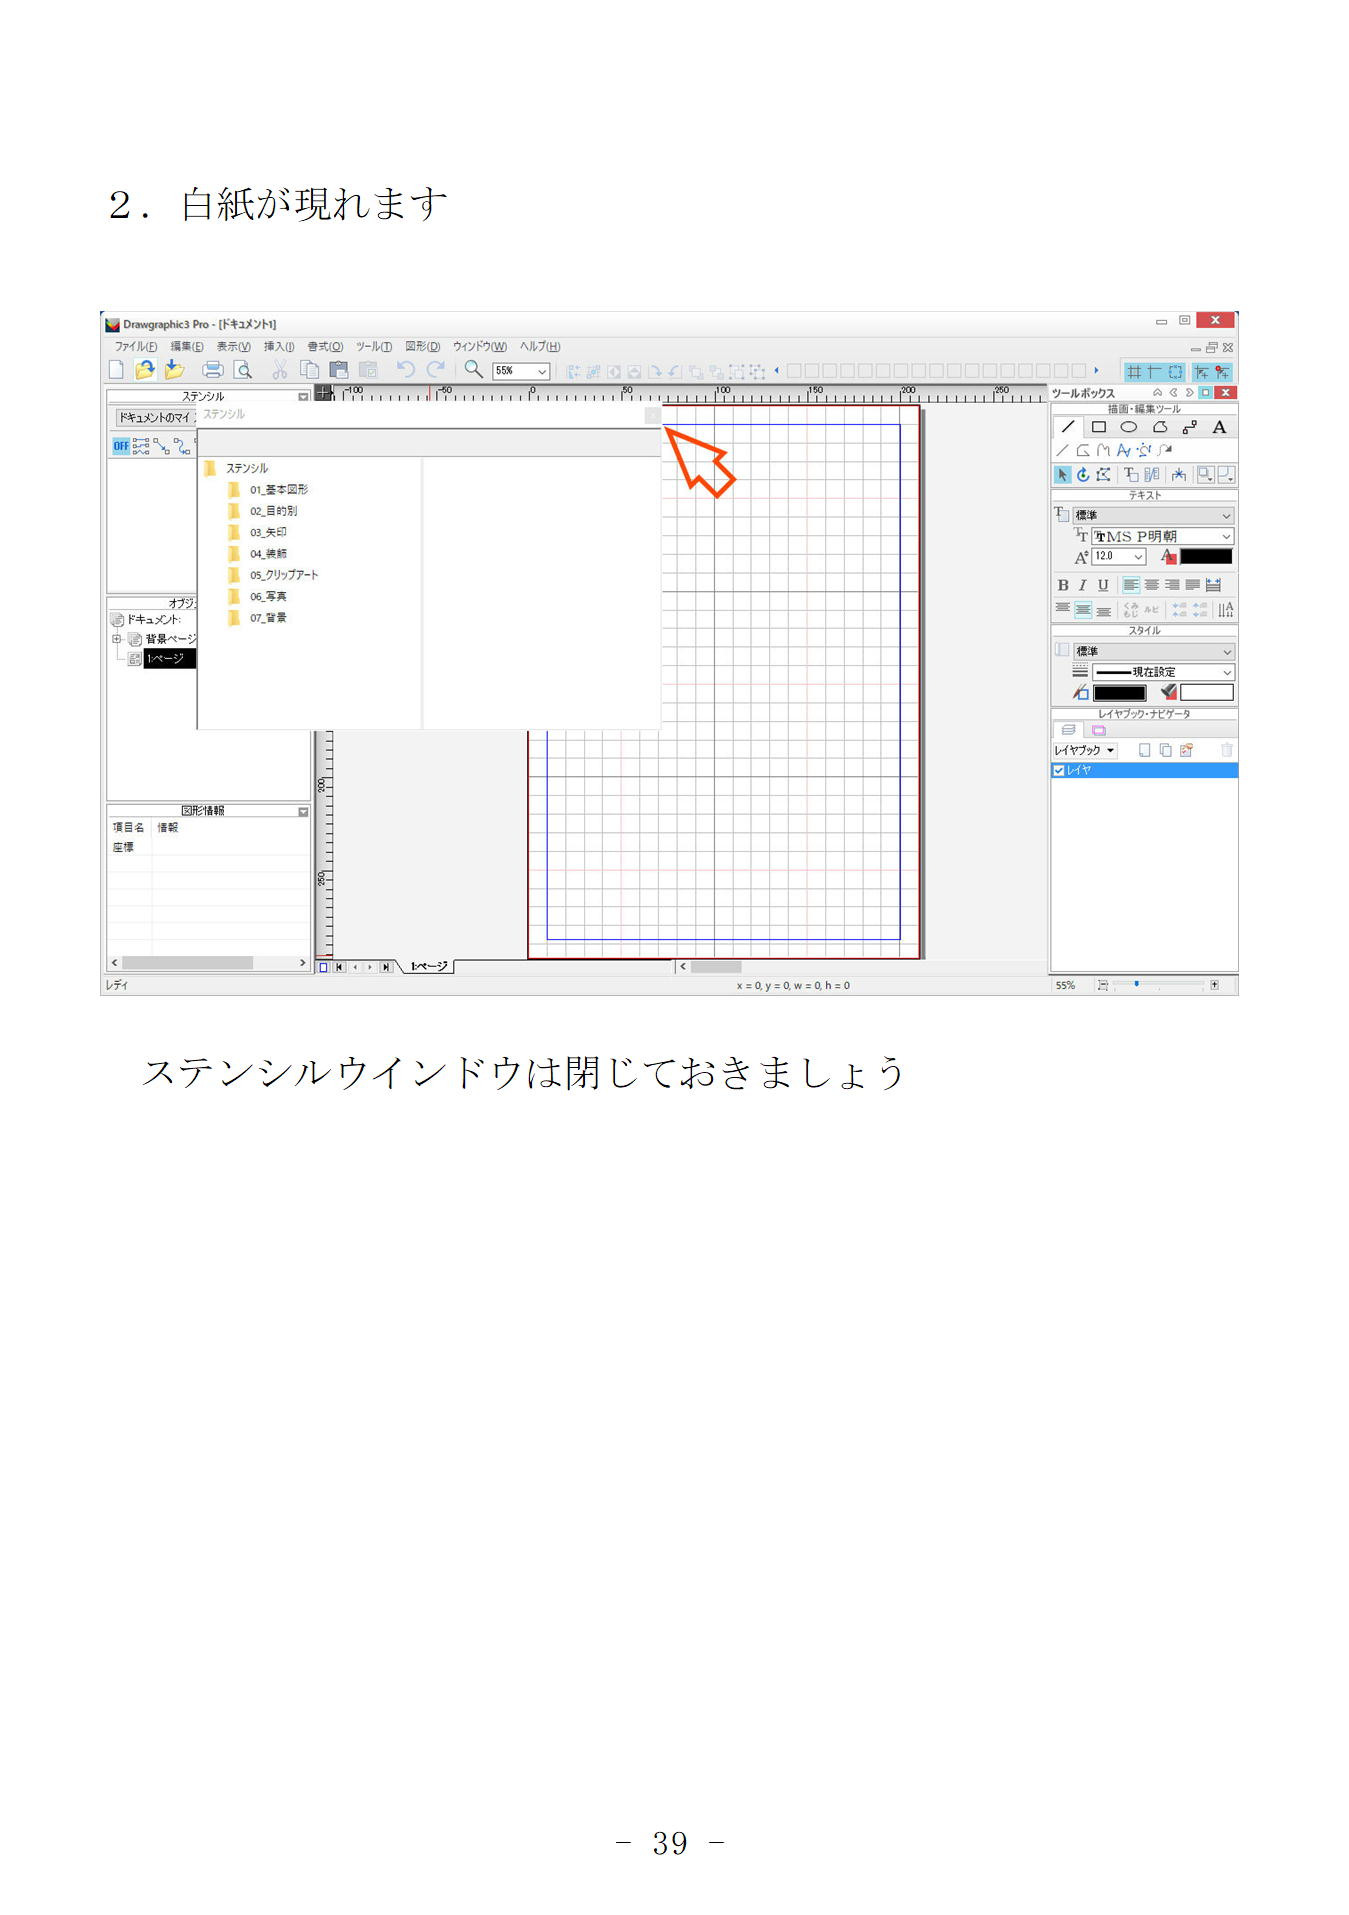 ２．白紙が現れます
Drawgraphic3 Pro - [ドキュメント1]
ファイル(F) 編集(E) 表示(V) 挿入(I) 書式(O) ツール(T) 図形(D) ウィンドウ(W) ヘルプ(H)
55%
ステンシル
ドキュメントのマイ
OFF
ステンシル
ステンシル
01_基本図形
02_目的別
03_矢印
04_装飾
05_クリップアート
06_写真
07_背景
オブジ
ドキュメント:
背景ページ
1:ページ
図形情報
項目名 情報
座標
-100 -50 0 50 100 150 200 250
200
250
1:ページ
レディ
x = 0, y = 0, w = 0, h = 0
55%
ツールボックス
描画・編集ツール
A
テキスト
標準
MS P明朝
12.0
B I U
くみもじ ルビ
スタイル
標準
現在設定
レイヤブック・ナビゲータ
レイヤブック
レイヤ
ステンシルウインドウは閉じておきましょう
- 39 -